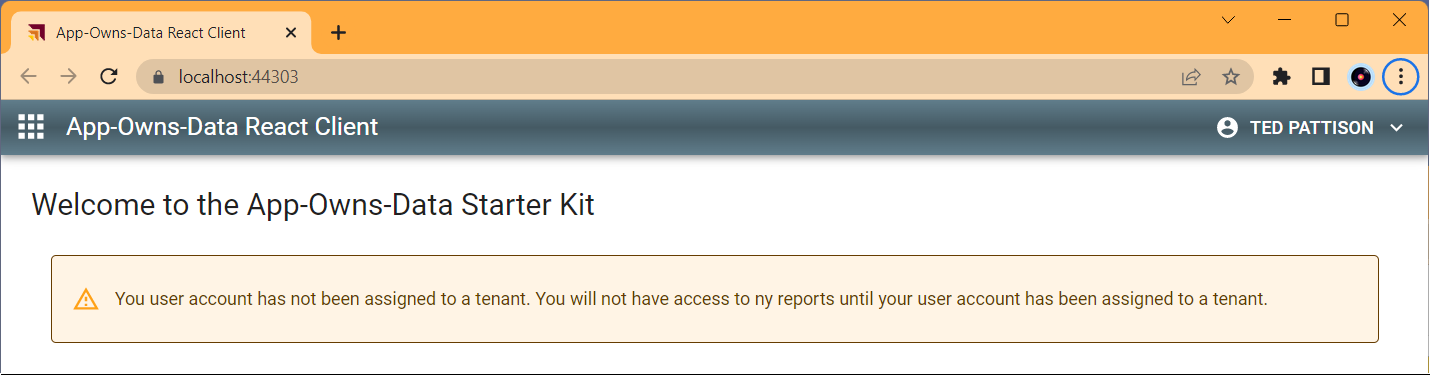 App-Owns-Data React Client
localhost:44303
App-Owns-Data React Client
TED PATTISON
Welcome to the App-Owns-Data Starter Kit
You user account has not been assigned to a tenant. You will not have access to ny reports until your user account has been assigned to a tenant.